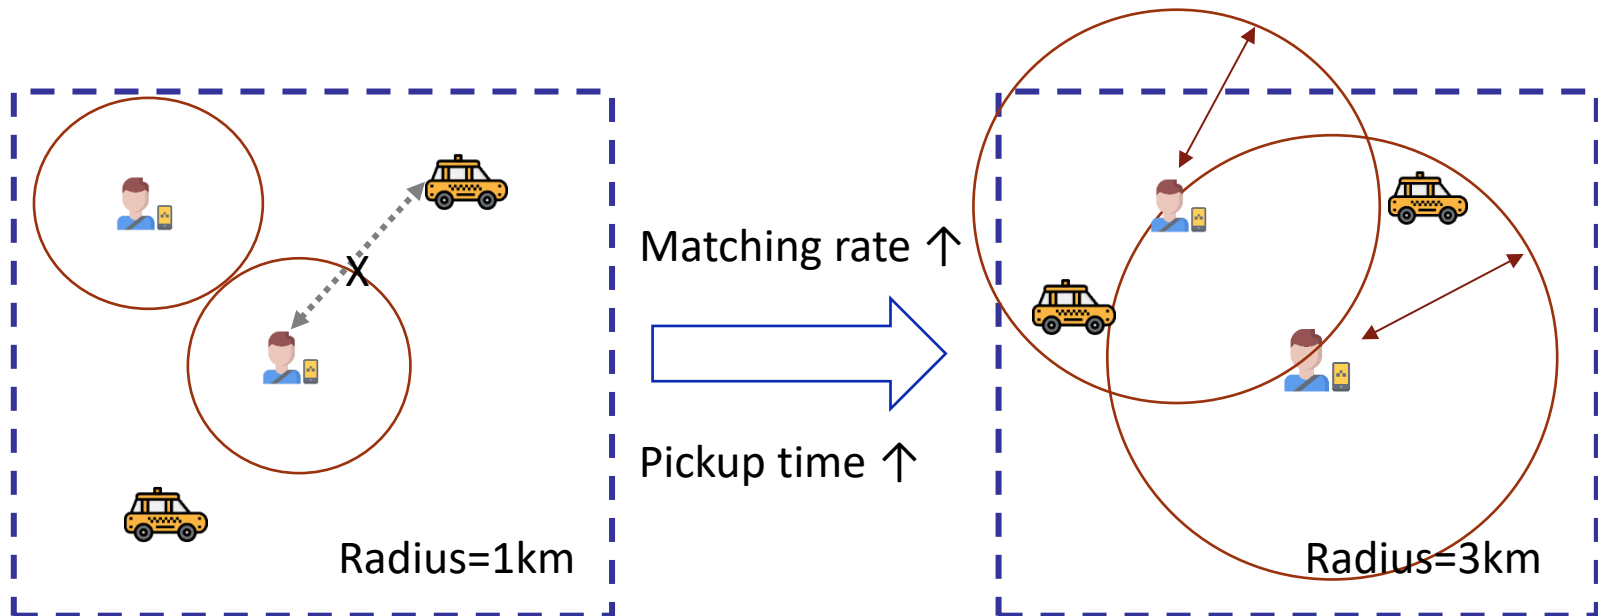 X
Matching rate ↑
Pickup time ↑
Radius=1km
Radius=3km